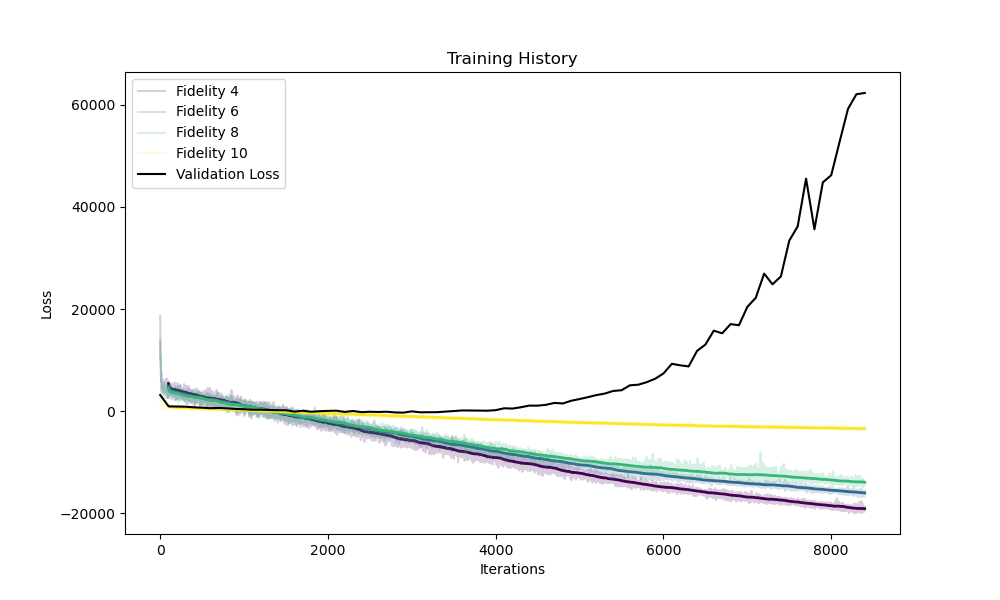 Training History
Fidelity 4
Fidelity 6
Fidelity 8
Fidelity 10
Validation Loss
60000
40000
20000
0
−20000
Loss
0 2000 4000 6000 8000
Iterations